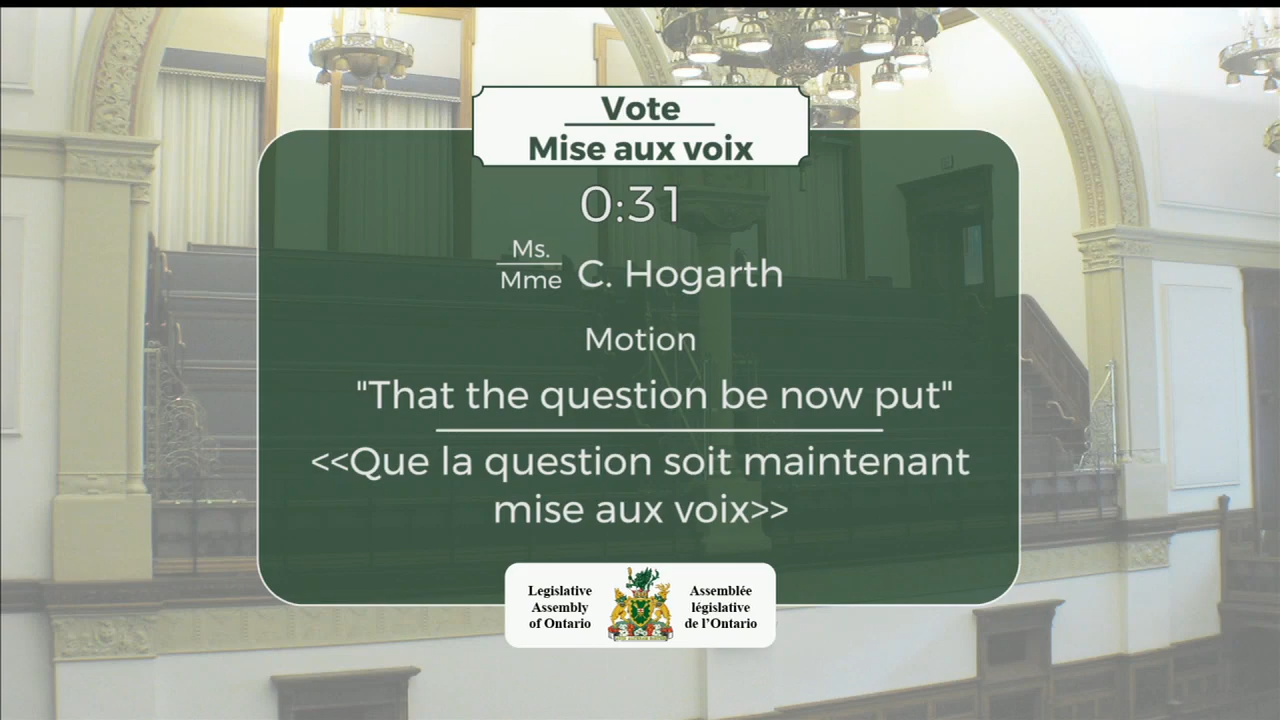 Vote
Mise aux voix
0:31
Ms.
Mme C. Hogarth
Motion
"That the question be now put"
<<Que la question soit maintenant
mise aux voix>>
Legislative
Assembly
of Ontario
Assemblée
législative
de l'Ontario